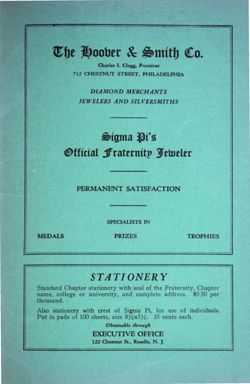 The Hoover & Smith Co.
Charles I. Clegg, President
712 CHESTNUT STREET, PHILADELPHIA
DIAMOND MERCHANTS
JEWELERS AND SILVERSMITHS
Sigma Pi's
Official Fraternity Jeweler
PERMANENT SATISFACTION
SPECIALISTS IN
MEDALS PRIZES TROPHIES
STATIONERY
Standard Chapter stationery with seal of the Fraternity, Chapter
name, college or university, and complete address. $9.50 per
thousand.
Also stationery with crest of Sigma Pi, for use of individuals.
Put in pads of 100 sheets, size 8½x5½. 35 cents each.
Obtainable through
EXECUTIVE OFFICE
122 Chestnut St., Roselle, N. J.